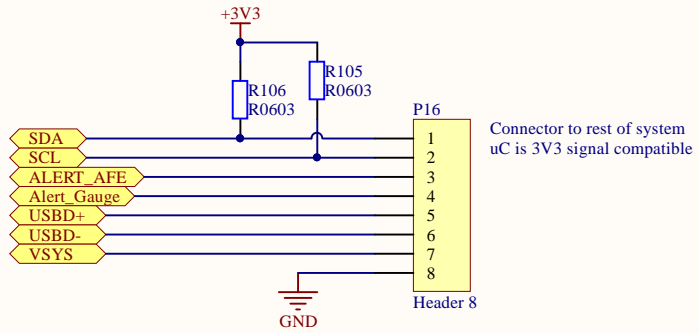 +3V3
R106
R0603
R105
R0603
P16
SDA
1
SCL
2
ALERT_AFE
3
Alert_Gauge
4
USBD+
5
USBD-
6
VSYS
7
8
Header 8
GND
Connector to rest of system
uC is 3V3 signal compatible